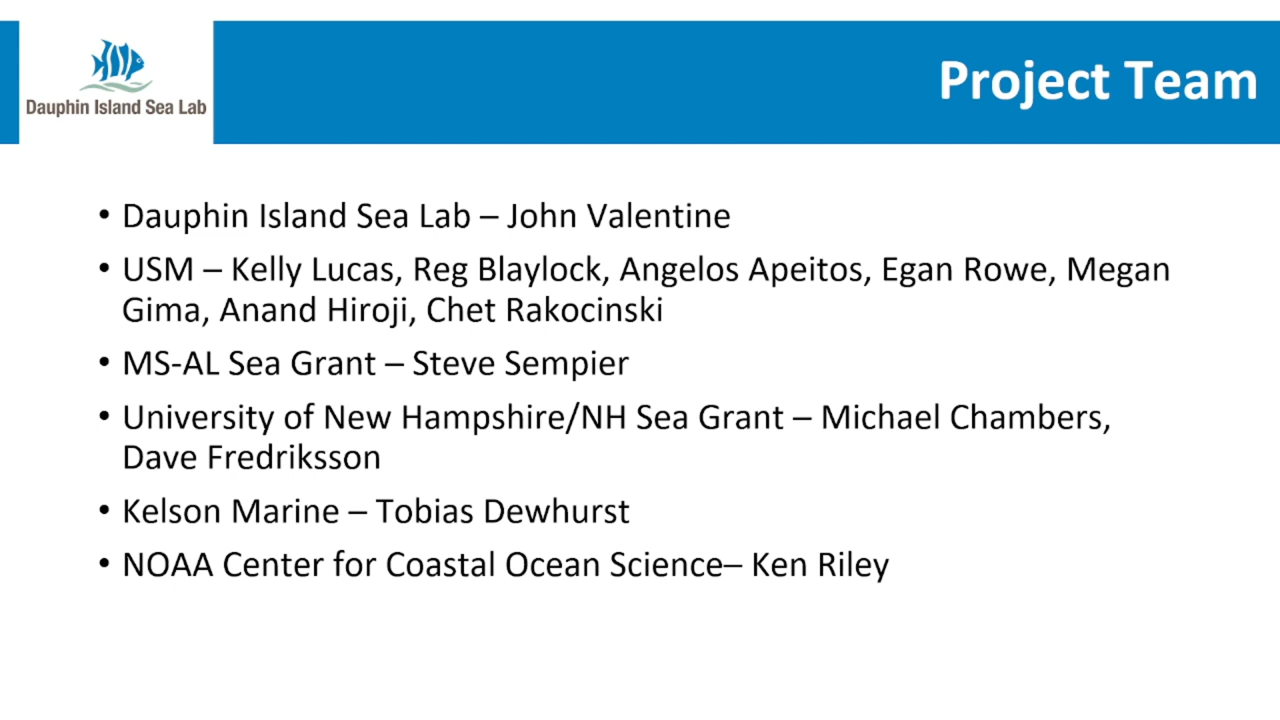 Dauphin Island Sea Lab
Project Team
• Dauphin Island Sea Lab – John Valentine
• USM – Kelly Lucas, Reg Blaylock, Angelos Apeitos, Egan Rowe, Megan
Gima, Anand Hiroji, Chet Rakocinski
• MS-AL Sea Grant – Steve Sempier
• University of New Hampshire/NH Sea Grant – Michael Chambers,
Dave Fredriksson
• Kelson Marine – Tobias Dewhurst
• NOAA Center for Coastal Ocean Science– Ken Riley